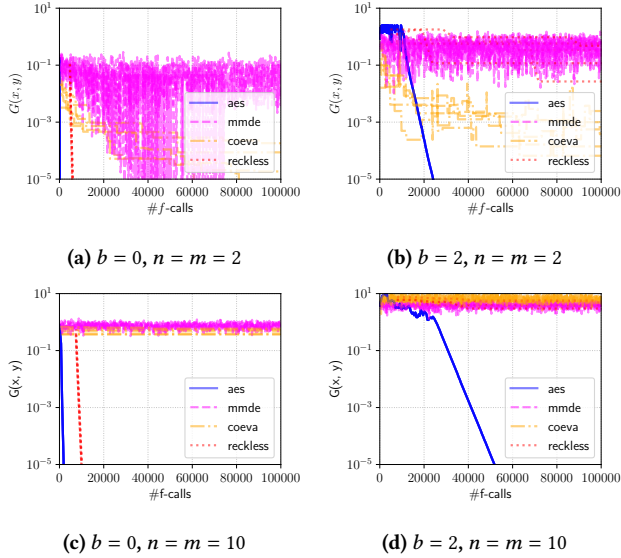 10^1
10^{-1}
10^{-3}
10^{-5}
G(x, y)
0 20000 40000 60000 80000 100000
#f-calls
aes
mmde
coeva
reckless
(a) b = 0, n = m = 2
10^1
10^{-1}
10^{-3}
10^{-5}
G(x, y)
0 20000 40000 60000 80000 100000
#f-calls
aes
mmde
coeva
reckless
(b) b = 2, n = m = 2
10^1
10^{-1}
10^{-3}
10^{-5}
G(x, y)
0 20000 40000 60000 80000 100000
#f-calls
aes
mmde
coeva
reckless
(c) b = 0, n = m = 10
10^1
10^{-1}
10^{-3}
10^{-5}
G(x, y)
0 20000 40000 60000 80000 100000
#f-calls
aes
mmde
coeva
reckless
(d) b = 2, n = m = 10